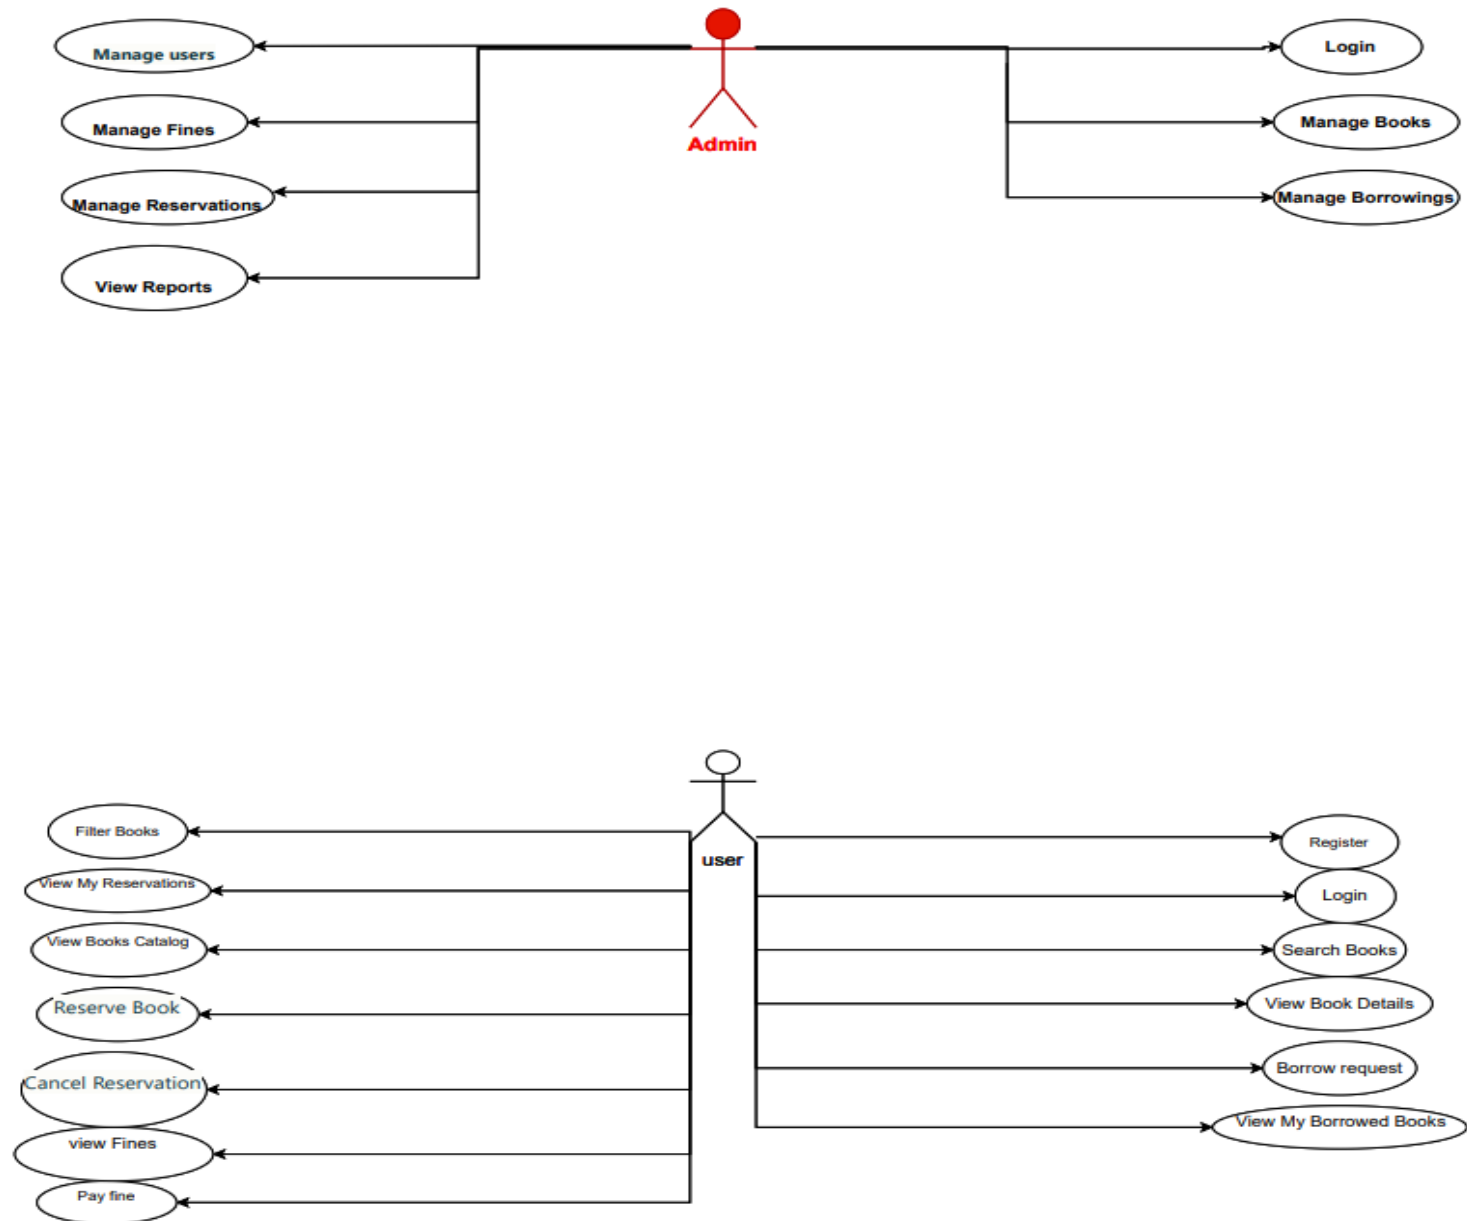 Manage users
Login
Manage Fines
Manage Books
Admin
Manage Reservations
Manage Borrowings
View Reports
Filter Books
user
Register
View My Reservations
Login
View Books Catalog
Search Books
Reserve Book
View Book Details
Cancel Reservation
Borrow request
view Fines
View My Borrowed Books
Pay fine